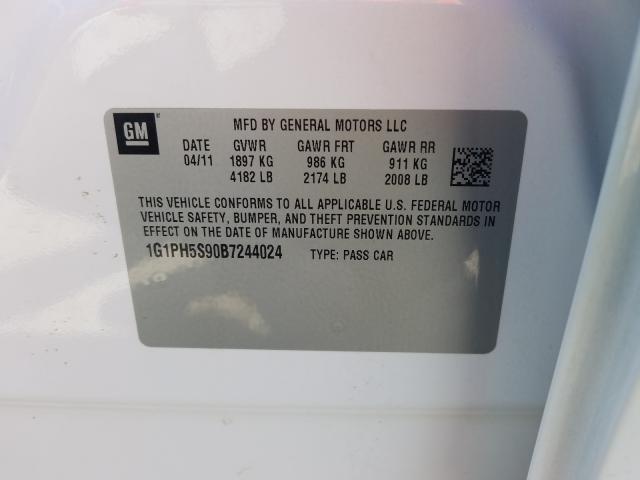 GM
MFD BY GENERAL MOTORS LLC
DATE GVWR GAWR FRT GAWR RR
04/11 1897 KG 986 KG 911 KG
4182 LB 2174 LB 2008 LB
THIS VEHICLE CONFORMS TO ALL APPLICABLE U.S. FEDERAL MOTOR
VEHICLE SAFETY, BUMPER, AND THEFT PREVENTION STANDARDS IN
EFFECT ON THE DATE OF MANUFACTURE SHOWN ABOVE.
1G1PH5S90B7244024 TYPE: PASS CAR